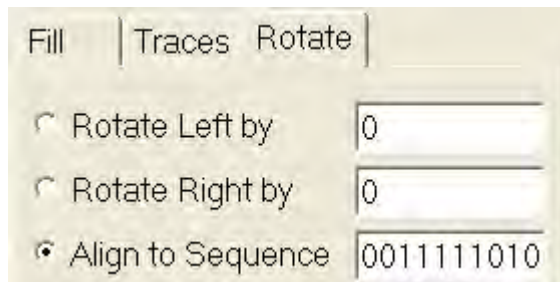 Fill Traces Rotate
Rotate Left by 0
Rotate Right by 0
Align to Sequence 0011111010